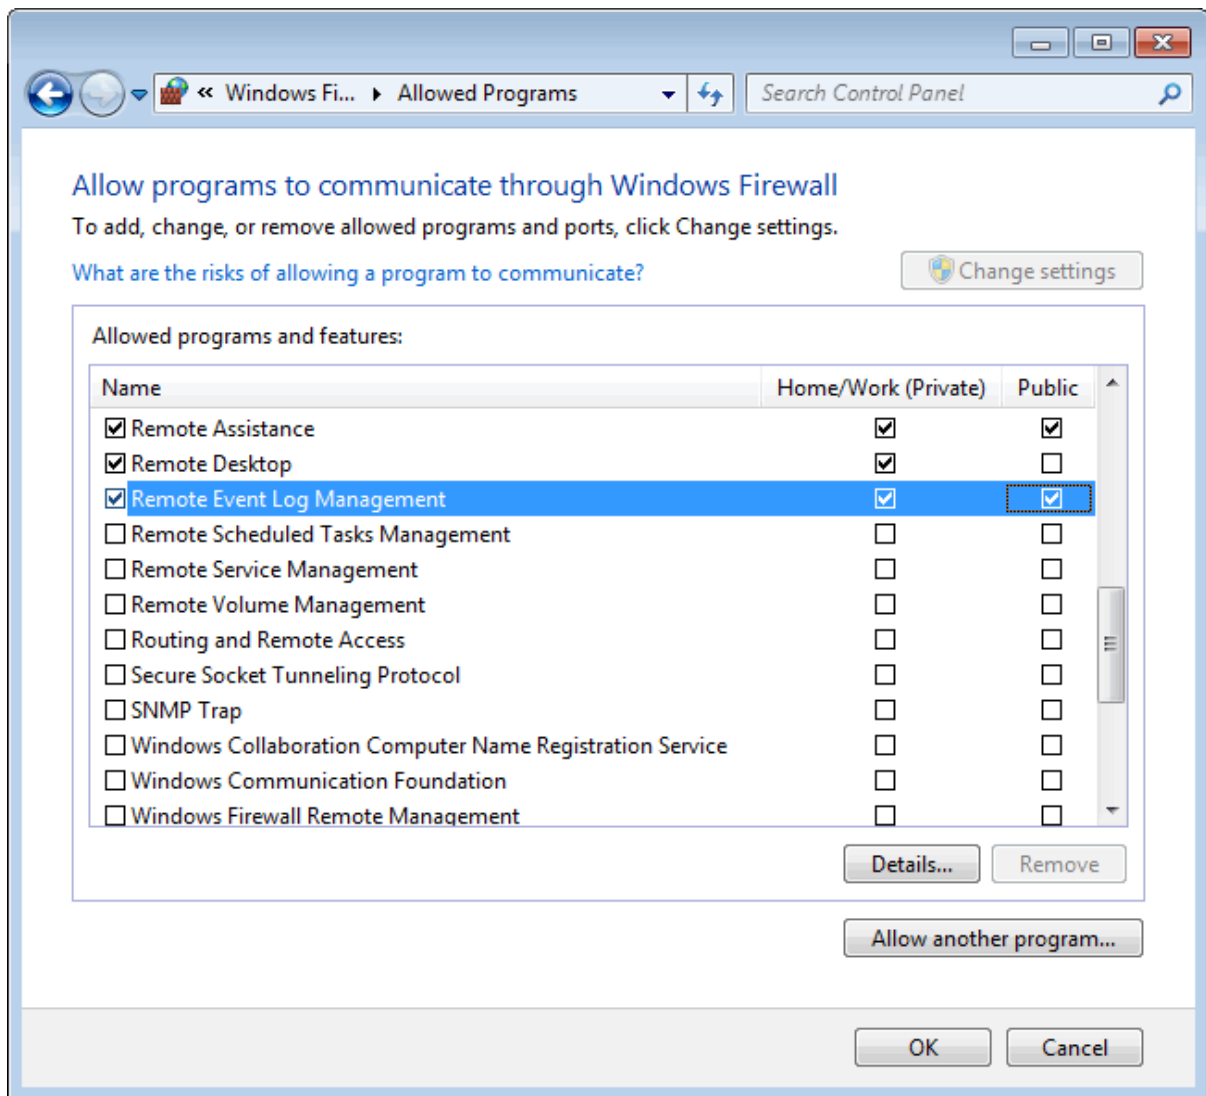 « Windows Fi... ▸ Allowed Programs
Search Control Panel
Allow programs to communicate through Windows Firewall
To add, change, or remove allowed programs and ports, click Change settings.
What are the risks of allowing a program to communicate?
Change settings
Allowed programs and features:
Name Home/Work (Private) Public
Remote Assistance
Remote Desktop
Remote Event Log Management
Remote Scheduled Tasks Management
Remote Service Management
Remote Volume Management
Routing and Remote Access
Secure Socket Tunneling Protocol
SNMP Trap
Windows Collaboration Computer Name Registration Service
Windows Communication Foundation
Windows Firewall Remote Management
Details... Remove
Allow another program...
OK Cancel